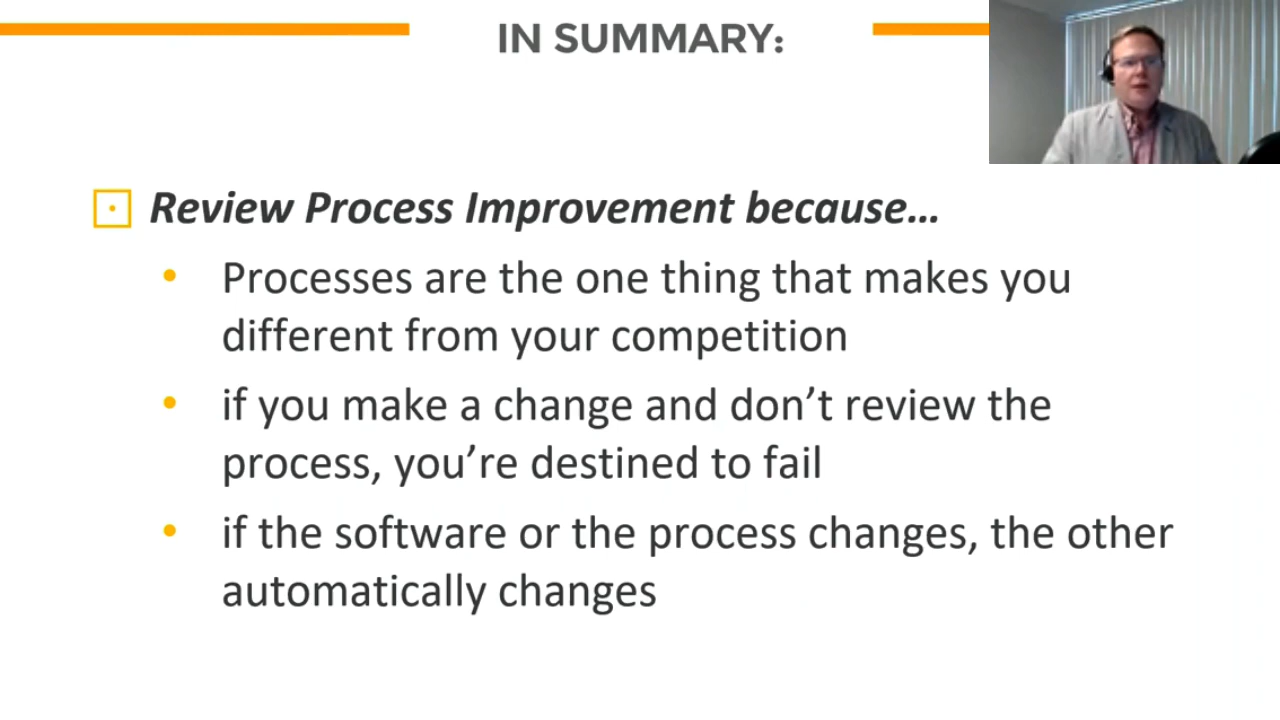 IN SUMMARY:
Review Process Improvement because…
Processes are the one thing that makes you
different from your competition
if you make a change and don’t review the
process, you’re destined to fail
if the software or the process changes, the other
automatically changes